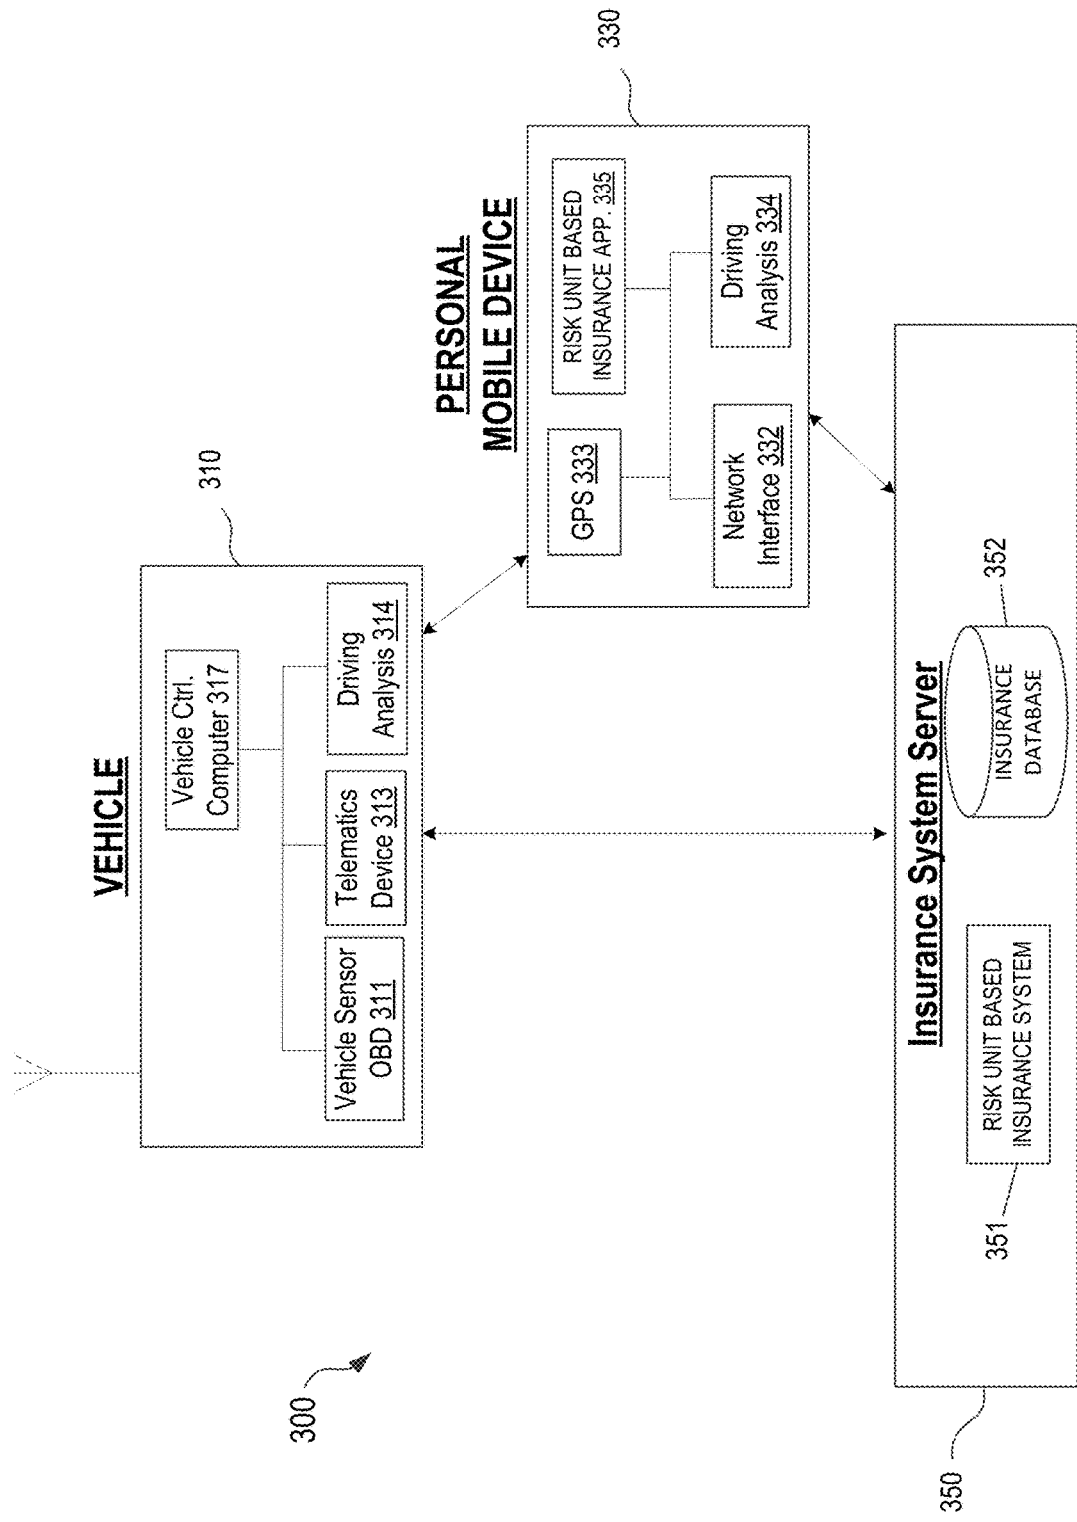 300
VEHICLE
310
Vehicle Ctrl.
Computer 317
Vehicle Sensor
OBD 311
Telematics
Device 313
Driving
Analysis 314
PERSONAL
MOBILE DEVICE
330
GPS 333
RISK UNIT BASED
INSURANCE APP. 335
Network
Interface 332
Driving
Analysis 334
350
Insurance System Server
351
RISK UNIT BASED
INSURANCE SYSTEM
352
INSURANCE
DATABASE